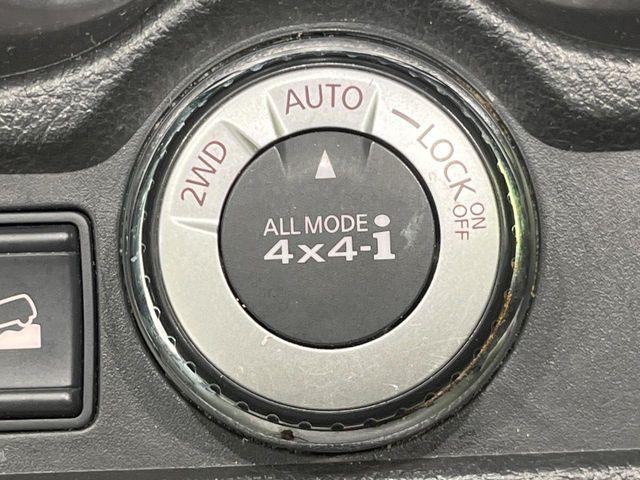 2WD
AUTO
LOCK
ON
OFF
ALL MODE
4x4-i